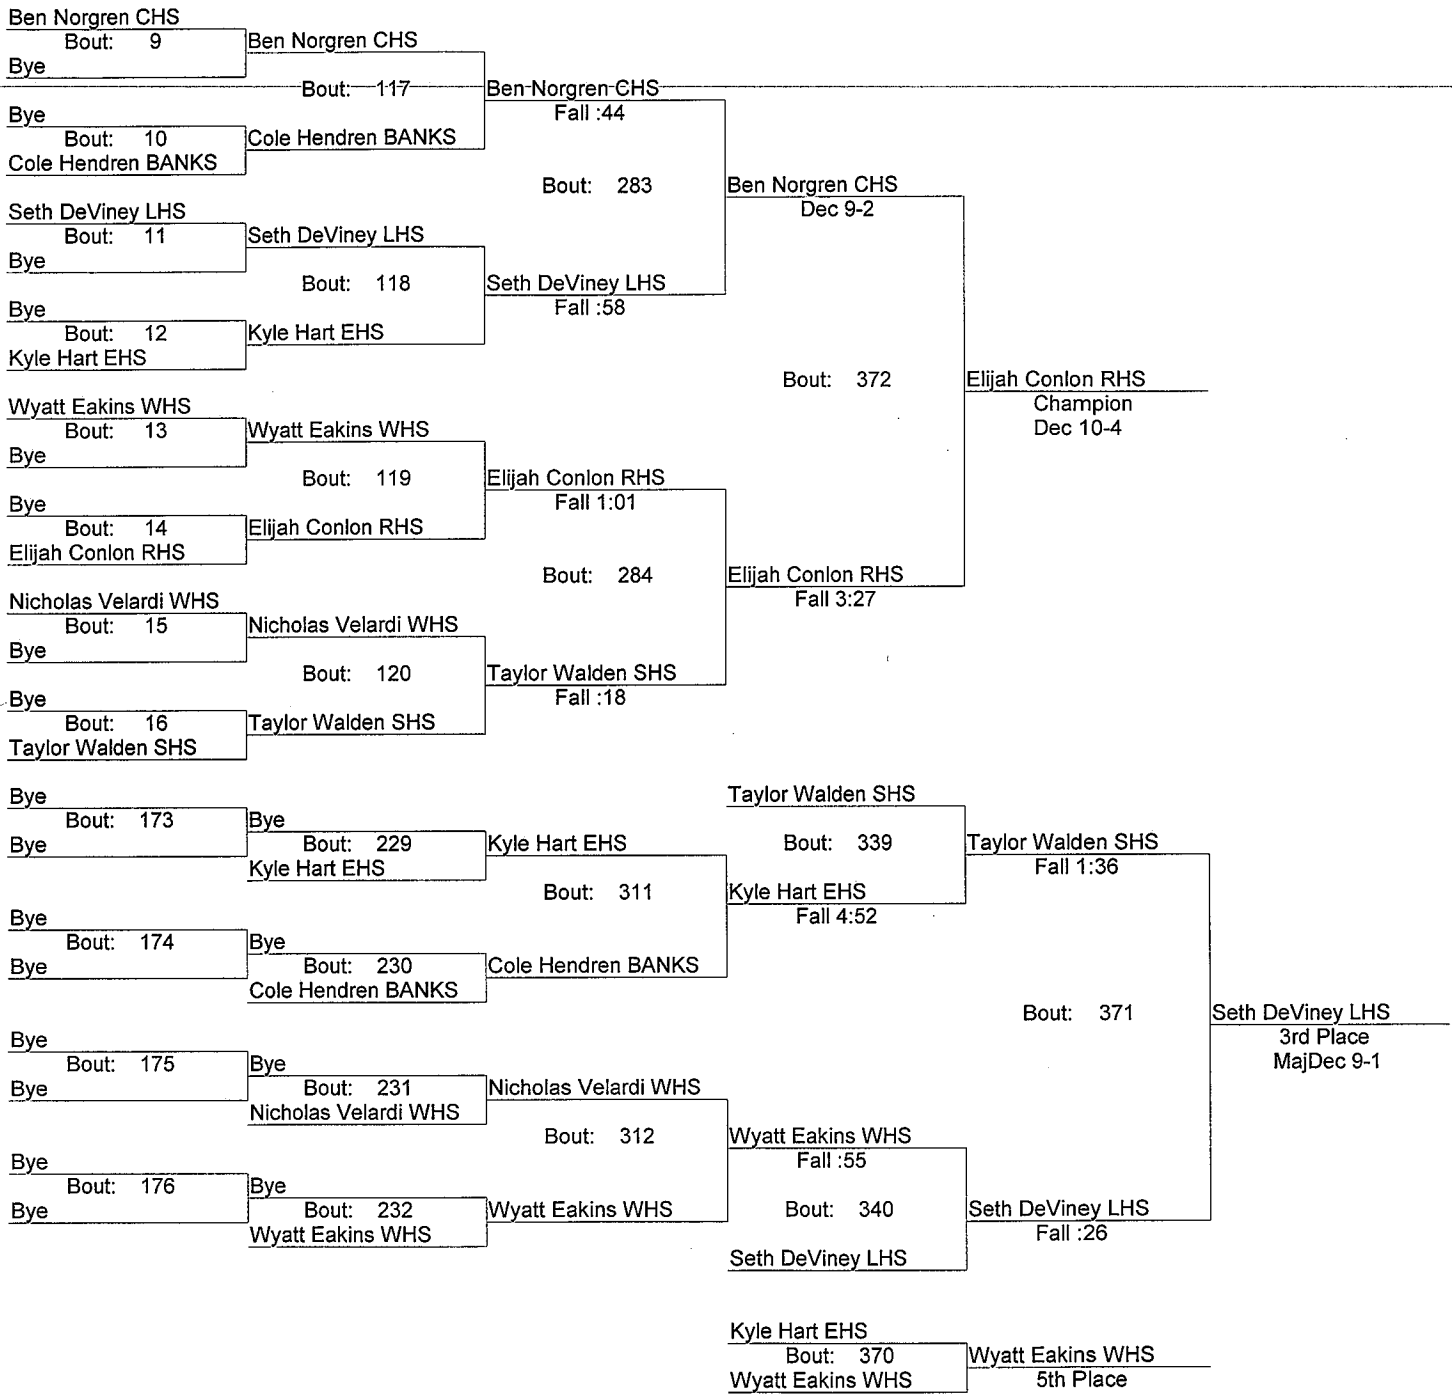 Ben Norgren CHS
Bout: 9
Bye
Ben Norgren CHS
Bout: 117
Bye
Bout: 10
Cole Hendren BANKS
Cole Hendren BANKS
Ben Norgren CHS
Fall :44
Bout: 283
Seth DeViney LHS
Bout: 11
Bye
Seth DeViney LHS
Bout: 118
Bye
Bout: 12
Kyle Hart EHS
Kyle Hart EHS
Seth DeViney LHS
Fall :58
Ben Norgren CHS
Dec 9-2
Bout: 372
Wyatt Eakins WHS
Bout: 13
Bye
Wyatt Eakins WHS
Bout: 119
Bye
Bout: 14
Elijah Conlon RHS
Elijah Conlon RHS
Elijah Conlon RHS
Fall 1:01
Bout: 284
Nicholas Velardi WHS
Bout: 15
Bye
Nicholas Velardi WHS
Bout: 120
Bye
Bout: 16
Taylor Walden SHS
Taylor Walden SHS
Taylor Walden SHS
Fall :18
Elijah Conlon RHS
Fall 3:27
Elijah Conlon RHS
Champion
Dec 10-4
Bye
Bout: 173
Bye
Bye
Bout: 229
Kyle Hart EHS
Kyle Hart EHS
Bout: 311
Bye
Bout: 174
Bye
Bye
Bout: 230
Cole Hendren BANKS
Cole Hendren BANKS
Taylor Walden SHS
Bout: 339
Kyle Hart EHS
Fall 4:52
Taylor Walden SHS
Fall 1:36
Bout: 371
Bye
Bout: 175
Bye
Bye
Bout: 231
Nicholas Velardi WHS
Nicholas Velardi WHS
Bout: 312
Bye
Bout: 176
Bye
Bye
Bout: 232
Wyatt Eakins WHS
Wyatt Eakins WHS
Wyatt Eakins WHS
Fall :55
Bout: 340
Seth DeViney LHS
Seth DeViney LHS
Fall :26
Seth DeViney LHS
3rd Place
MajDec 9-1
Kyle Hart EHS
Bout: 370
Wyatt Eakins WHS
Wyatt Eakins WHS
5th Place